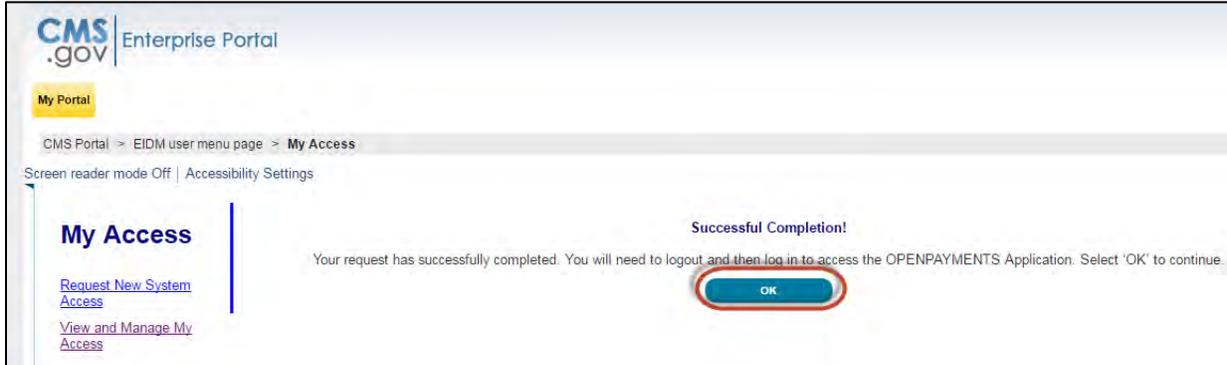 CMS
.gov
Enterprise Portal
My Portal
CMS Portal > EIDM user menu page > My Access
Screen reader mode Off | Accessibility Settings
My Access
Request New System
Access
View and Manage My
Access
Successful Completion!
Your request has successfully completed. You will need to logout and then log in to access the OPENPAYMENTS Application. Select 'OK' to continue.
OK